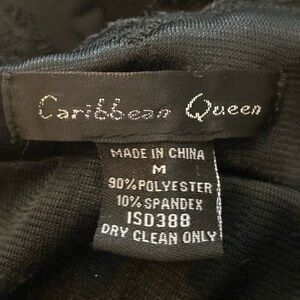 Caribbean Queen
MADE IN CHINA
M
90% POLYESTER
10% SPANDEX
ISD388
DRY CLEAN ONLY